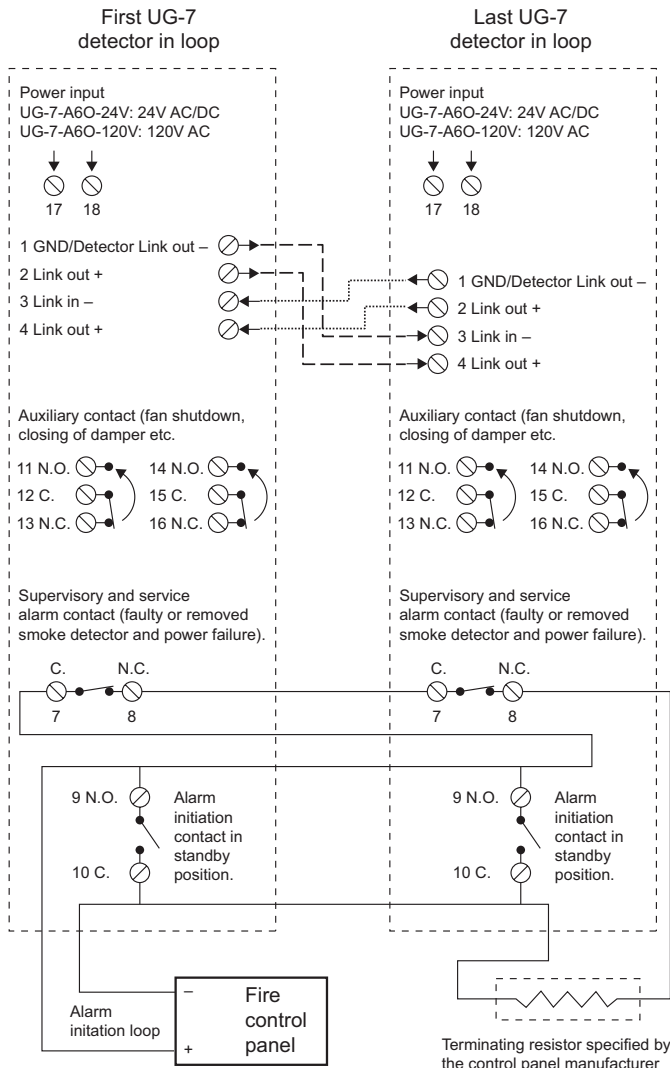 First UG-7
detector in loop
Last UG-7
detector in loop
Power input
UG-7-A6O-24V: 24V AC/DC
UG-7-A6O-120V: 120V AC
17 18
1 GND/Detector Link out –
2 Link out +
3 Link in –
4 Link out +
Auxiliary contact (fan shutdown,
closing of damper etc.
11 N.O. 14 N.O.
12 C. 15 C.
13 N.C. 16 N.C.
Supervisory and service
alarm contact (faulty or removed
smoke detector and power failure).
C. N.C.
7 8
9 N.O.
Alarm
initiation
contact in
standby
position.
10 C.
Power input
UG-7-A6O-24V: 24V AC/DC
UG-7-A6O-120V: 120V AC
17 18
1 GND/Detector Link out –
2 Link out +
3 Link in –
4 Link out +
Auxiliary contact (fan shutdown,
closing of damper etc.
11 N.O. 14 N.O.
12 C. 15 C.
13 N.C. 16 N.C.
Supervisory and service
alarm contact (faulty or removed
smoke detector and power failure).
C. N.C.
7 8
9 N.O.
Alarm
initiation
contact in
standby
position.
10 C.
Alarm
initation loop
–
+
Fire
control
panel
Terminating resistor specified by
the control panel manufacturer